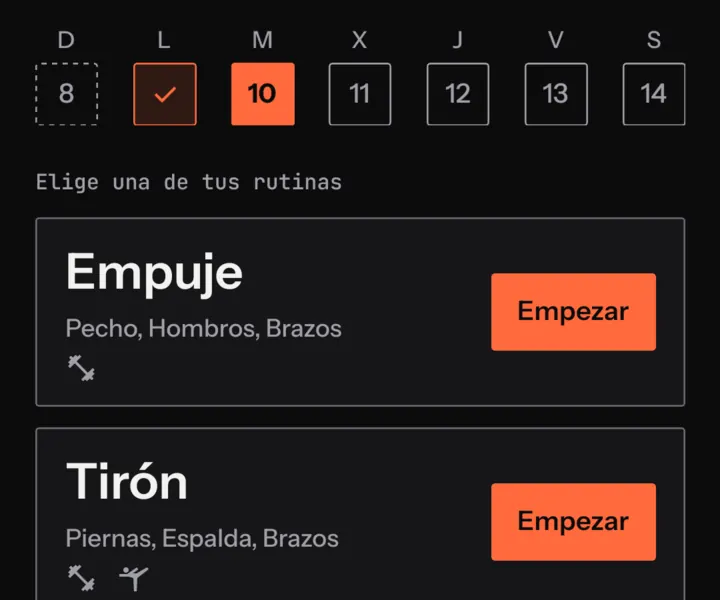 D L M X J V S
8 10 11 12 13 14
Elige una de tus rutinas
Empuje
Pecho, Hombros, Brazos
Empezar
Tirón
Piernas, Espalda, Brazos
Empezar